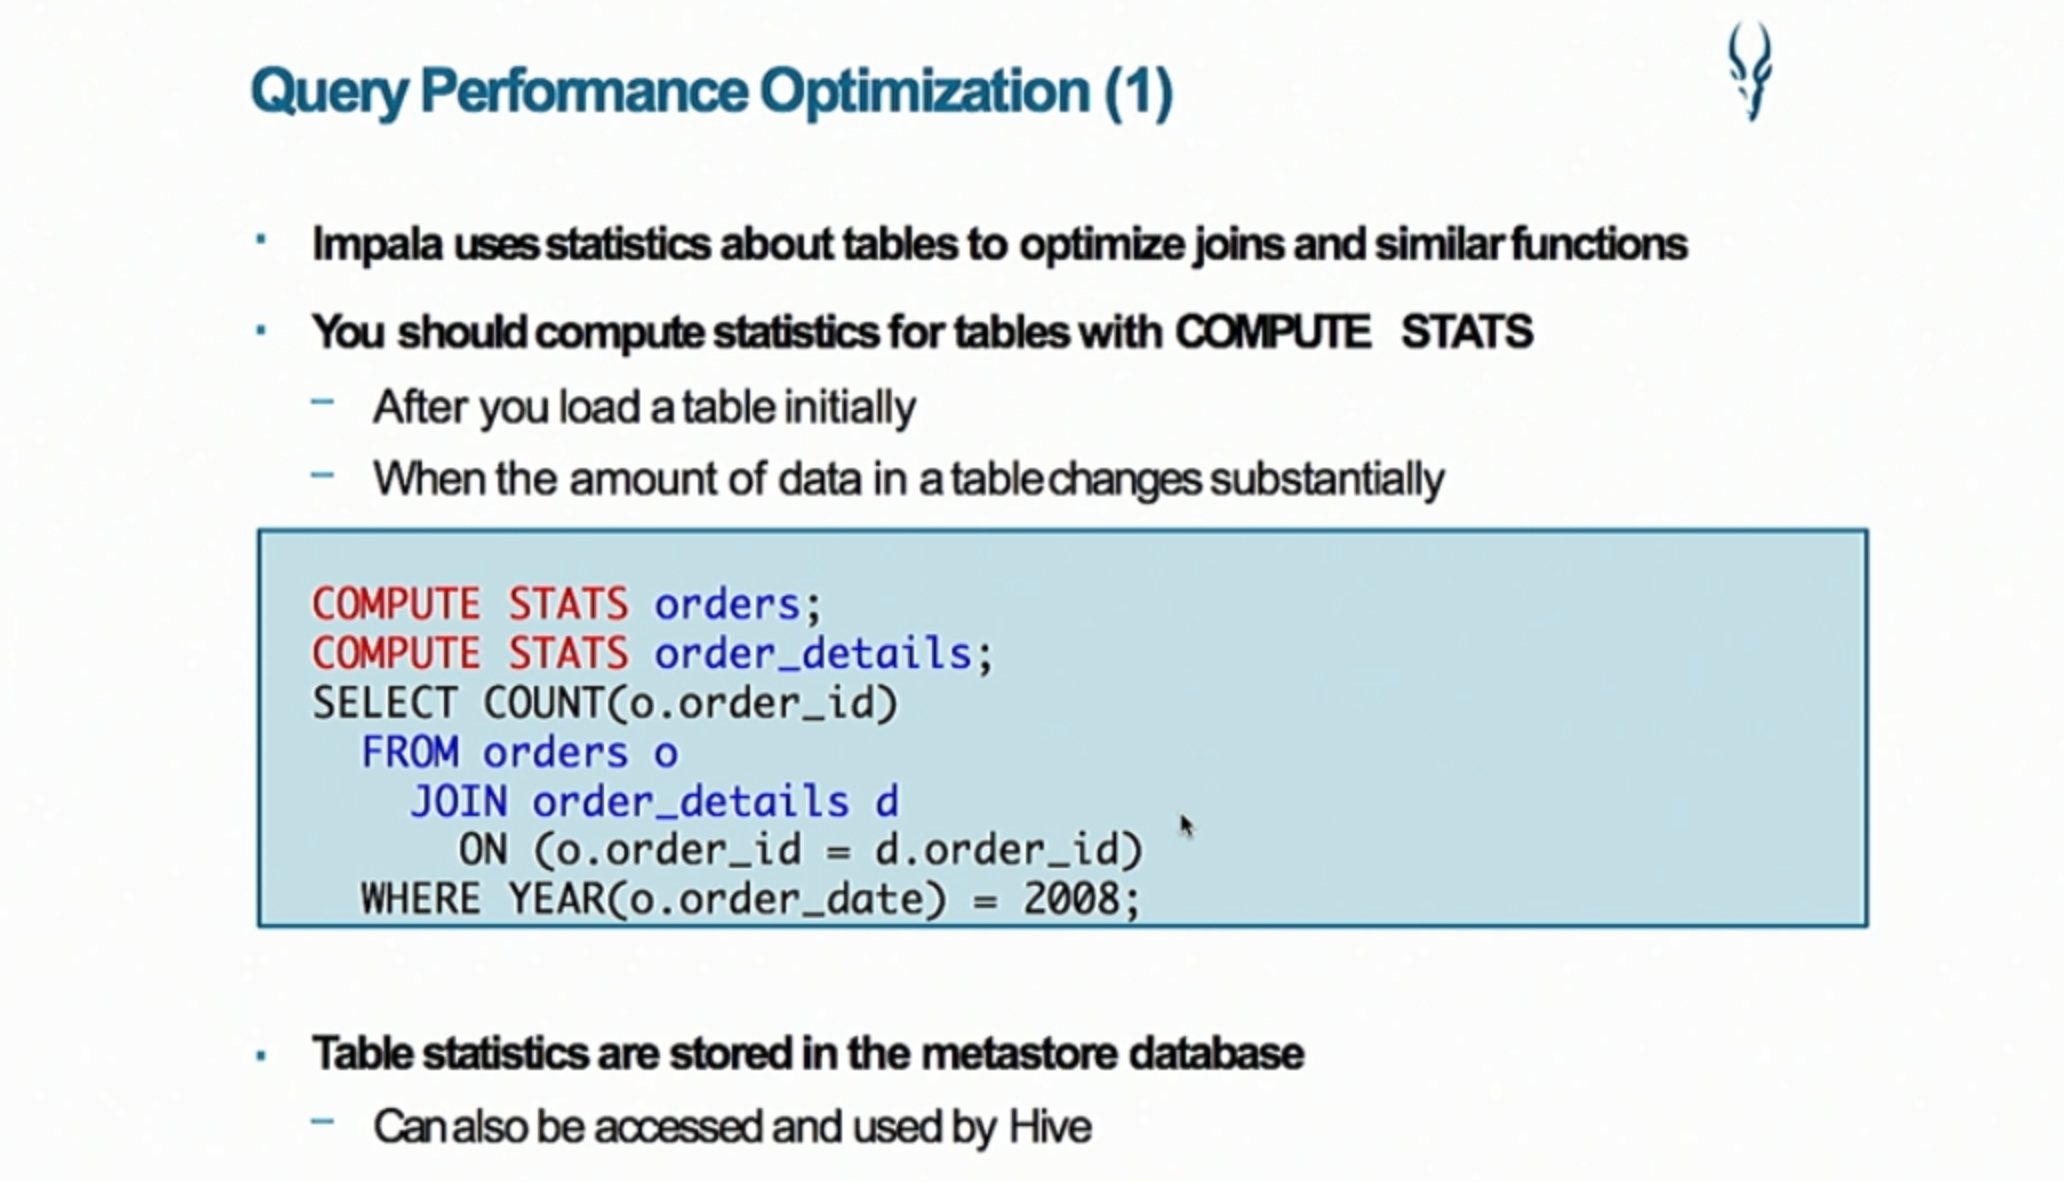 Query Performance Optimization (1)
Impala uses statistics about tables to optimize joins and similar functions
You should compute statistics for tables with COMPUTE STATS
After you load a table initially
When the amount of data in a table changes substantially
COMPUTE STATS orders;
COMPUTE STATS order_details;
SELECT COUNT(o.order_id)
FROM orders o
JOIN order_details d
ON (o.order_id = d.order_id)
WHERE YEAR(o.order_date) = 2008;
Table statistics are stored in the metastore database
Can also be accessed and used by Hive